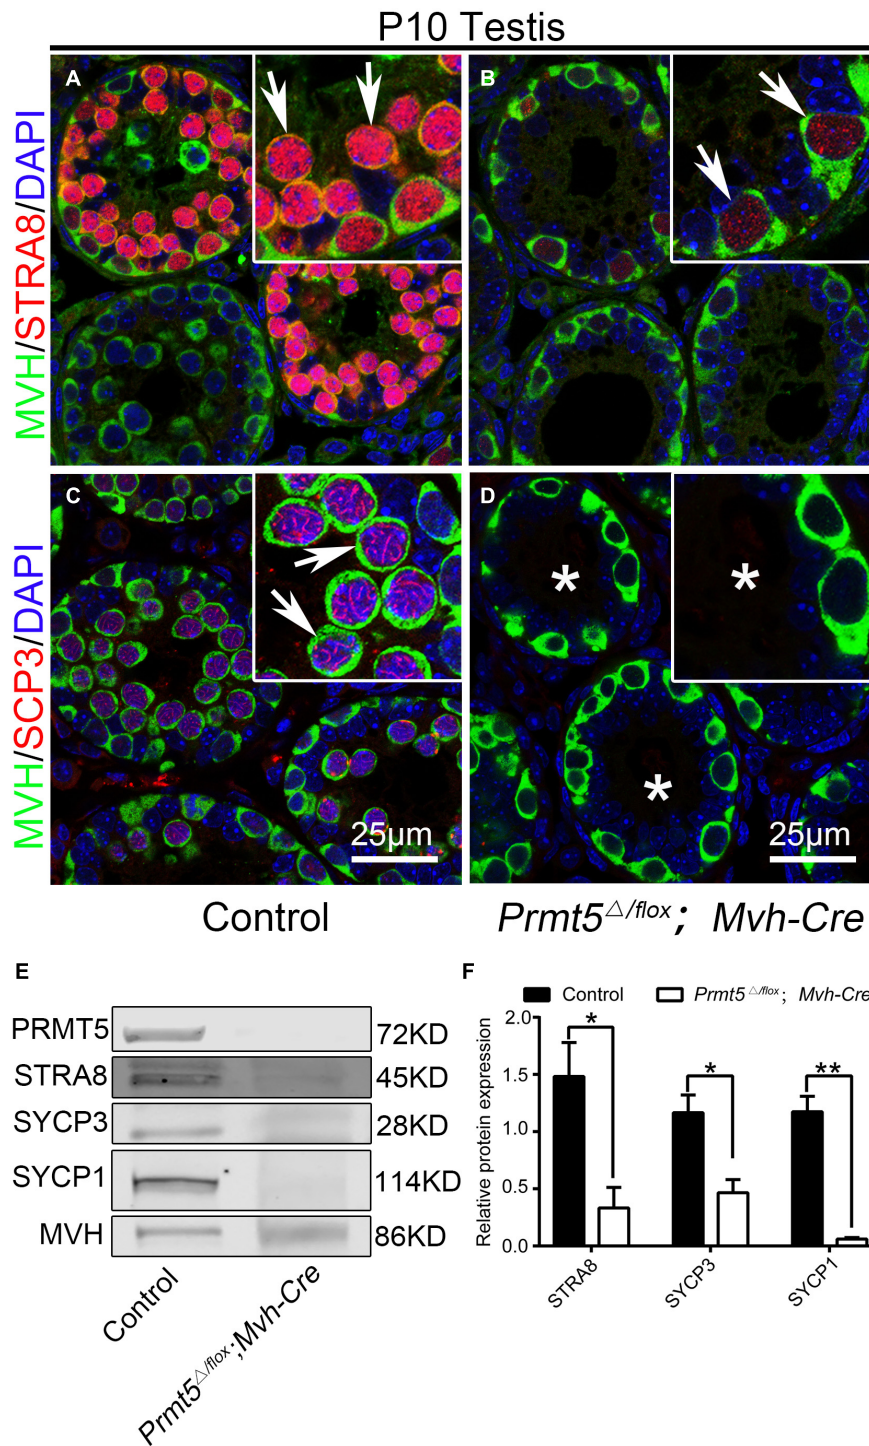 P10 Testis
MVH/STRA8/DAPI
A
B
MVH/SCP3/DAPI
C
D
*
*
*
25μm
25μm
Control
Prmt5△/flox; Mvh-Cre
E
PRMT5
72KD
STRA8
45KD
SYCP3
28KD
SYCP1
114KD
MVH
86KD
Control
Prmt5△/flox;Mvh-Cre
F
Control
Prmt5△/flox; Mvh-Cre
Relative protein expression
2.0
1.5
1.0
0.5
0.0
*
*
**
STRA8
SYCP3
SYCP1